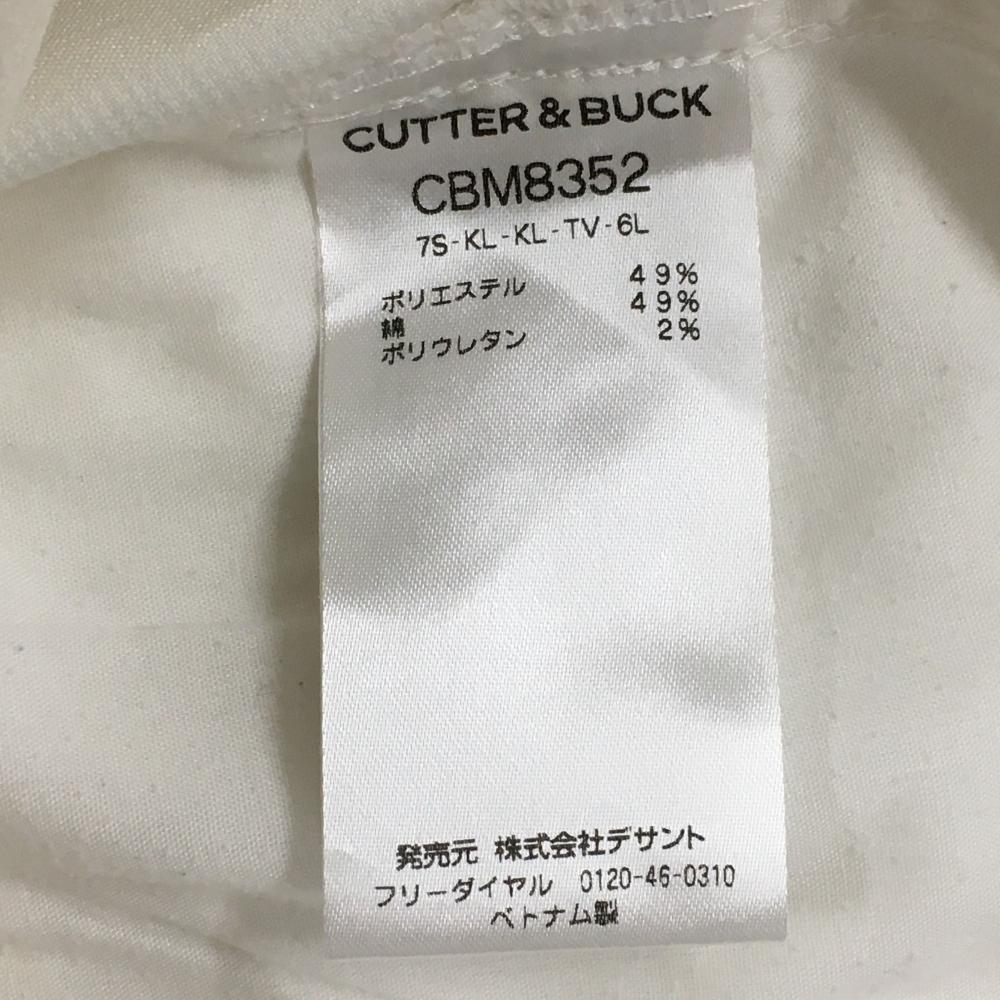 CUTTER & BUCK
CBM8352
7S-KL-KL-TV-6L
ポリエステル 49%
綿 49%
ポリウレタン 2%
発売元 株式会社デサント
フリーダイヤル 0120-46-0310
ベトナム製